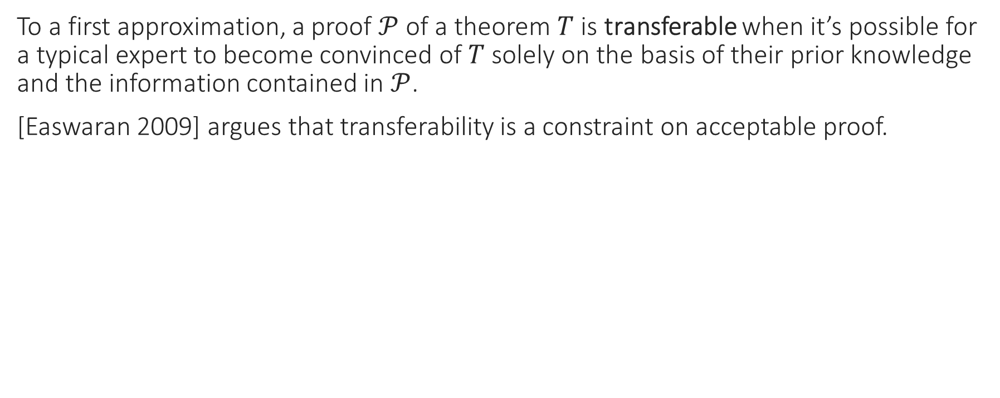 To a first approximation, a proof 𝒫 of a theorem 𝑇 is transferable when it’s possible for
a typical expert to become convinced of 𝑇 solely on the basis of their prior knowledge
and the information contained in 𝒫.
[Easwaran 2009] argues that transferability is a constraint on acceptable proof.